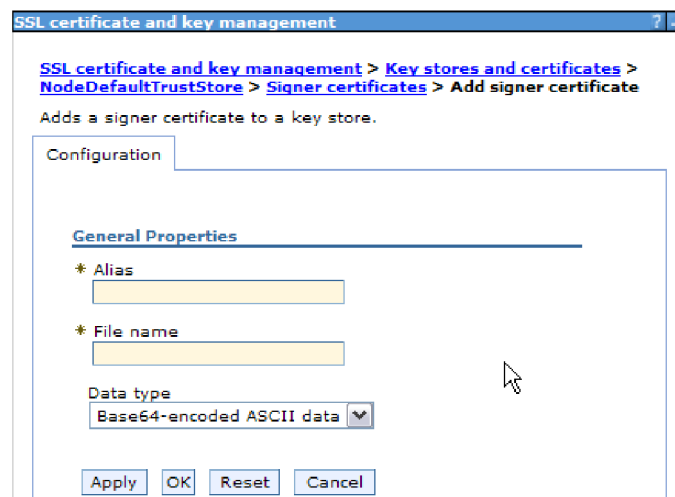 SSL certificate and key management ?
SSL certificate and key management > Key stores and certificates >
NodeDefaultTrustStore > Signer certificates > Add signer certificate
Adds a signer certificate to a key store.
Configuration
General Properties
* Alias
* File name
Data type
Base64-encoded ASCII data
Apply OK Reset Cancel